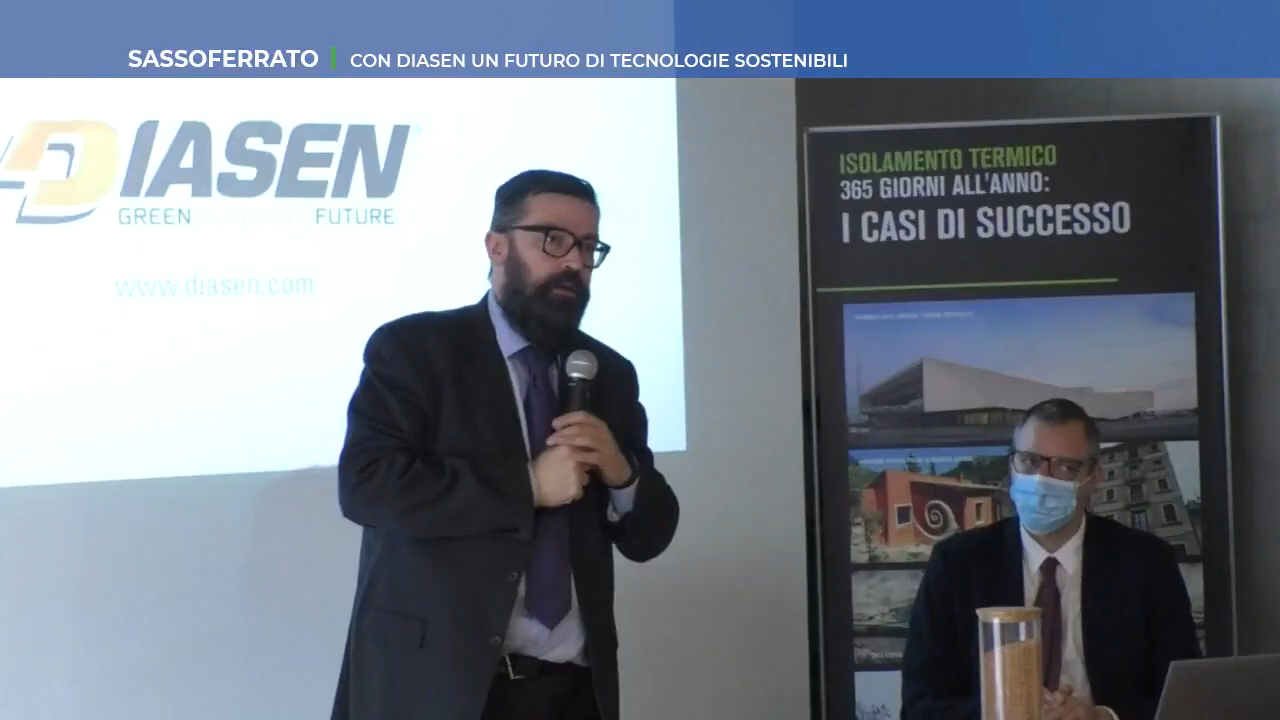 SASSOFERRATO | CON DIASEN UN FUTURO DI TECNOLOGIE SOSTENIBILI
DIASEN
GREEN BUILDING FUTURE
www.diasen.com
ISOLAMENTO TERMICO
365 GIORNI ALL'ANNO:
I CASI DI SUCCESSO